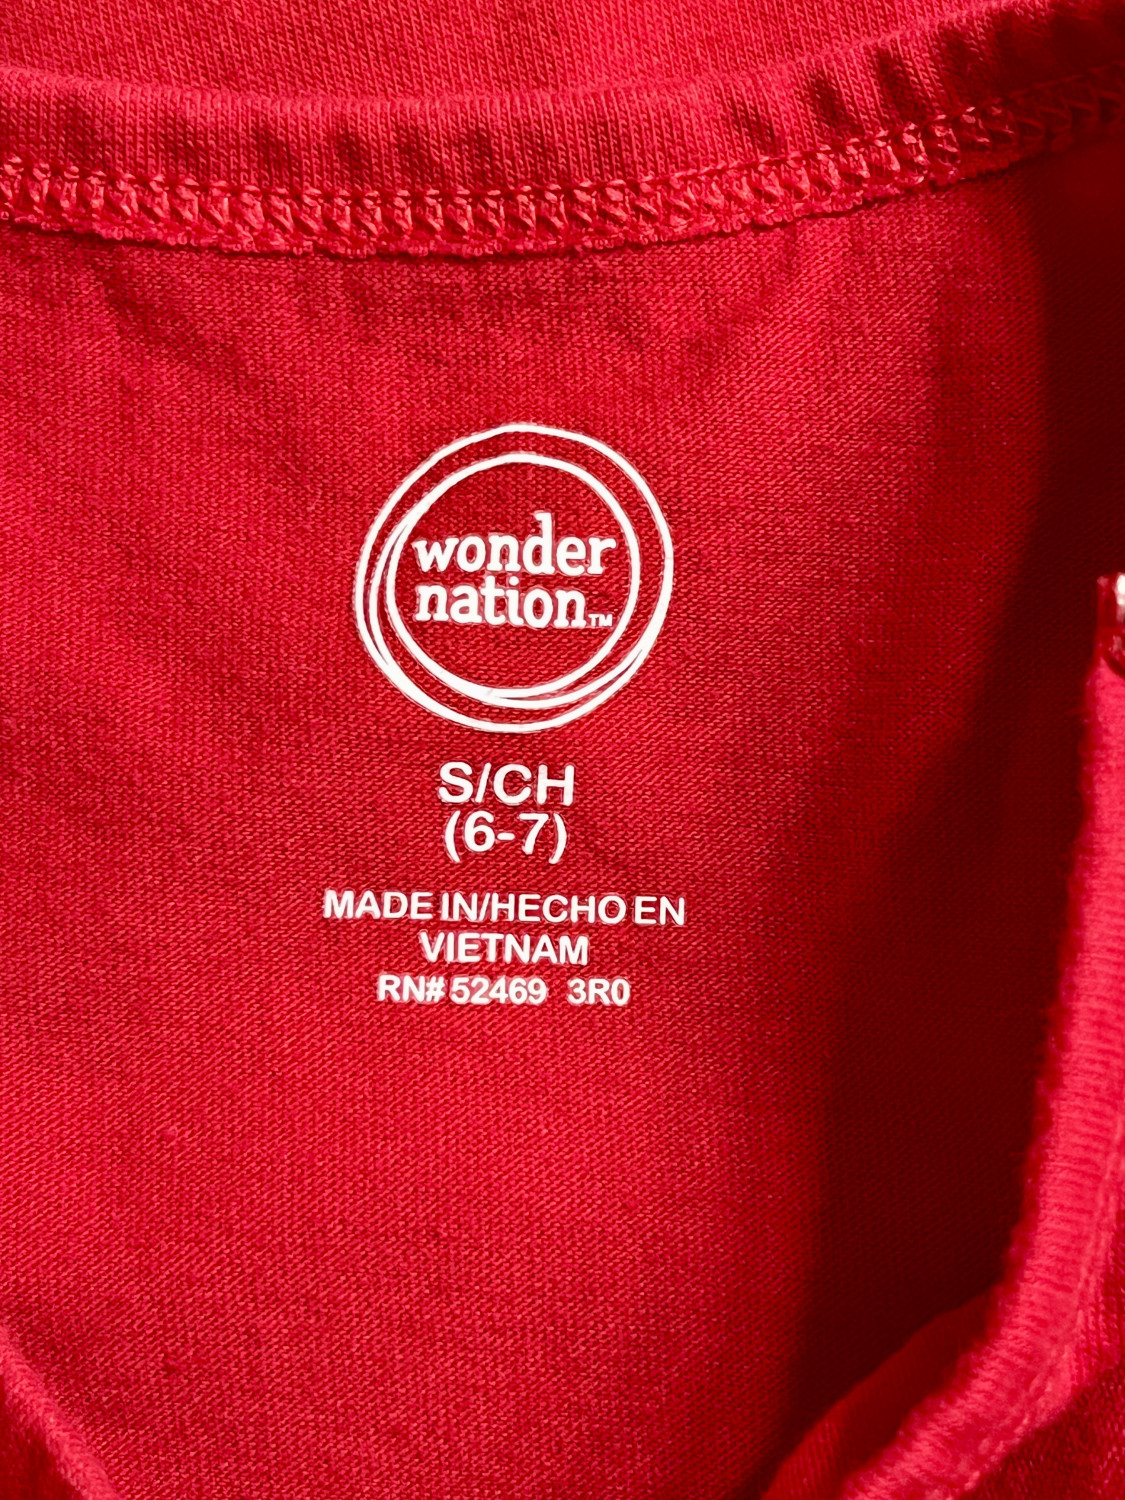 wonder
nation™
S/CH
(6-7)
MADE IN/HECHO EN
VIETNAM
RN# 52469 3R0